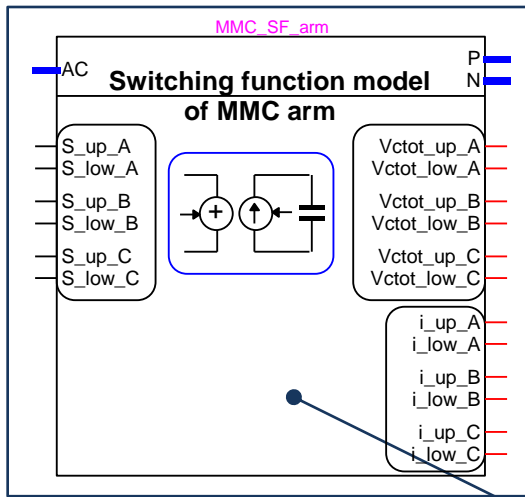 MMC_SF_arm
AC
P
N
Switching function model
of MMC arm
S_up_A
S_low_A
S_up_B
S_low_B
S_up_C
S_low_C
Vctot_up_A
Vctot_low_A
Vctot_up_B
Vctot_low_B
Vctot_up_C
Vctot_low_C
i_up_A
i_low_A
i_up_B
i_low_B
i_up_C
i_low_C